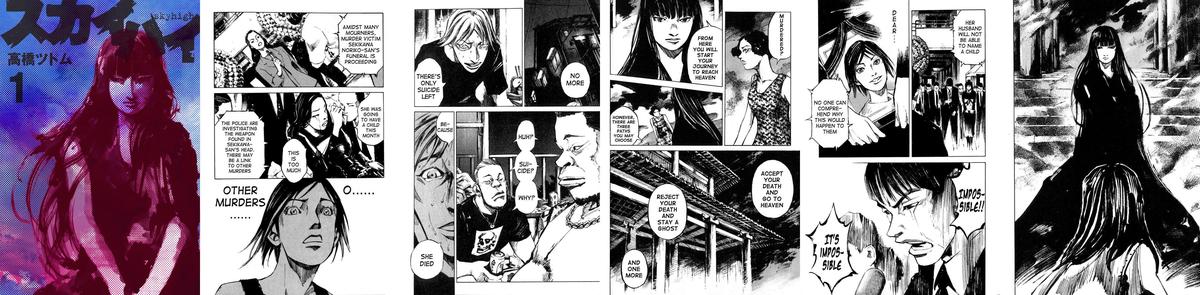 スカイハイ
skyhigh
高橋ツトム
1
AMIDST MANY
MOURNERS,
MURDER VICTIM
SEKIKAWA
NORIKO-SAN'S
FUNERAL IS
PROCEEDING
SHE WAS
GOING TO
HAVE A
CHILD THIS
MONTH
THE POLICE ARE
INVESTIGATING
THE WEAPON
FOUND IN
SEKIKAWA-
SAN'S HEAD.
THERE MAY
BE A LINK
TO OTHER
MURDERS
THIS
IS TOO
MUCH
OTHER
MURDERS
......
O......
THERE'S
ONLY
SUICIDE
LEFT
NO
MORE
BE-
CAUSE
HUH?
SUI-
CIDE?
WHY?
SHE
DIED
FROM
HERE YOU
WILL START
YOUR
JOURNEY
TO REACH
HEAVEN
MURDERED?
HOWEVER,
THERE ARE
THREE
PATHS
YOU MAY
CHOOSE
ACCEPT
YOUR
DEATH
AND GO
TO HEAVEN
REJECT
YOUR
DEATH
AND
STAY A
GHOST
AND
ONE
MORE
DEAR...
HER
HUSBAND
WILL NOT
BE ABLE
TO NAME
A CHILD
NO ONE CAN
COMPRE-
HEND WHY
THIS WOULD
HAPPEN TO
THEM
IMPOS-
SIBLE!!
IT'S
IMPOS-
SIBLE